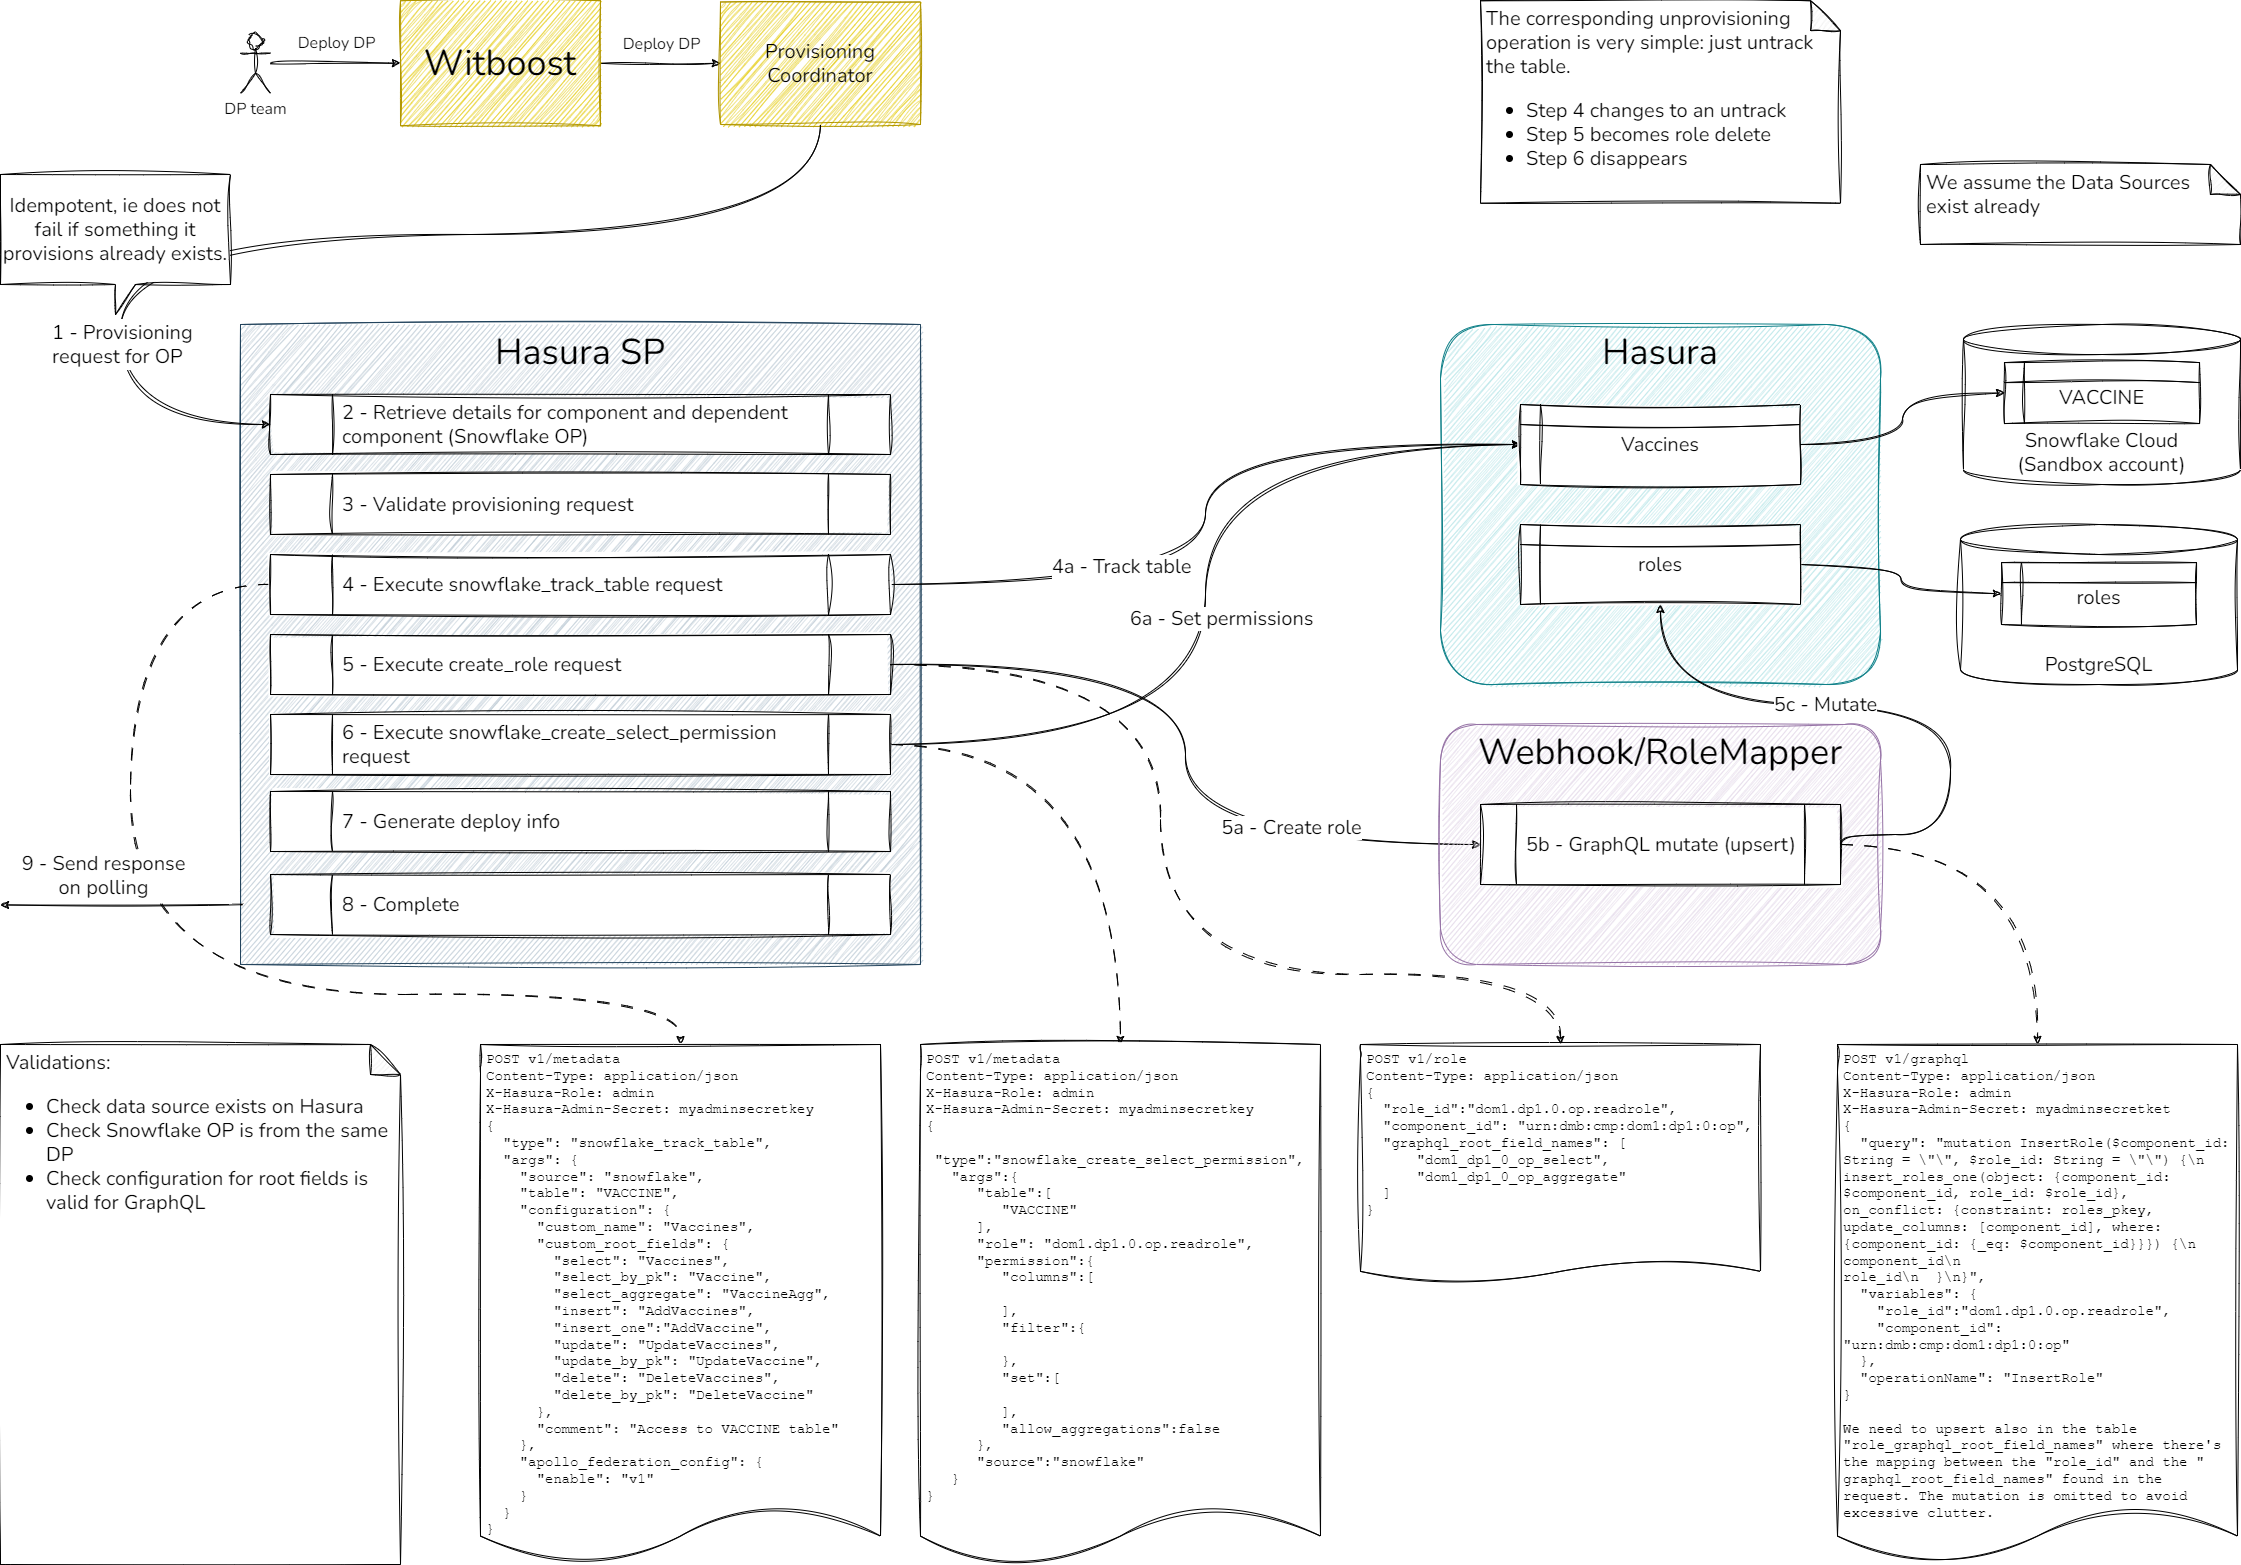 Deploy DP
Deploy DP
Witboost
Provisioning
Coordinator
DP team
The corresponding unprovisioning
operation is very simple: just untrack
the table.
Step 4 changes to an untrack
Step 5 becomes role delete
Step 6 disappears
We assume the Data Sources
exist already
Idempotent, ie does not
fail if something it
provisions already exists.
1 - Provisioning
request for OP
Hasura SP
2 - Retrieve details for component and dependent
component (Snowflake OP)
3 - Validate provisioning request
4 - Execute snowflake_track_table request
5 - Execute create_role request
6 - Execute snowflake_create_select_permission
request
7 - Generate deploy info
8 - Complete
9 - Send response
on polling
4a - Track table
6a - Set permissions
5a - Create role
Hasura
Vaccines
roles
VACCINE
Snowflake Cloud
(Sandbox account)
roles
PostgreSQL
5c - Mutate
Webhook/RoleMapper
5b - GraphQL mutate (upsert)
Validations:
Check data source exists on Hasura
Check Snowflake OP is from the same
DP
Check configuration for root fields is
valid for GraphQL
POST v1/metadata
Content-Type: application/json
X-Hasura-Role: admin
X-Hasura-Admin-Secret: myadminsecretkey
{
"type": "snowflake_track_table",
"args": {
"source": "snowflake",
"table": "VACCINE",
"configuration": {
"custom_name": "Vaccines",
"custom_root_fields": {
"select": "Vaccines",
"select_by_pk": "Vaccine",
"select_aggregate": "VaccineAgg",
"insert": "AddVaccines",
"insert_one":"AddVaccine",
"update": "UpdateVaccines",
"update_by_pk": "UpdateVaccine",
"delete": "DeleteVaccines",
"delete_by_pk": "DeleteVaccine"
},
"comment": "Access to VACCINE table"
},
"apollo_federation_config": {
"enable": "v1"
}
}
}
POST v1/metadata
Content-Type: application/json
X-Hasura-Role: admin
X-Hasura-Admin-Secret: myadminsecretkey
{
"type":"snowflake_create_select_permission",
"args":{
"table":[
"VACCINE"
],
"role": "dom1.dp1.0.op.readrole",
"permission":{
"columns":[
],
"filter":{
},
"set":[
],
"allow_aggregations":false
},
"source":"snowflake"
}
}
POST v1/role
Content-Type: application/json
{
"role_id":"dom1.dp1.0.op.readrole",
"component_id": "urn:dmb:cmp:dom1:dp1:0:op",
"graphql_root_field_names": [
"dom1_dp1_0_op_select",
"dom1_dp1_0_op_aggregate"
]
}
POST v1/graphql
Content-Type: application/json
X-Hasura-Role: admin
X-Hasura-Admin-Secret: myadminsecretket
{
"query": "mutation InsertRole($component_id:
String = \"\", $role_id: String = \"\") {\n
insert_roles_one(object: {component_id:
$component_id, role_id: $role_id},
on_conflict: {constraint: roles_pkey,
update_columns: [component_id], where:
{component_id: {_eq: $component_id}}}) {\n
component_id\n
role_id\n  }\n}",
"variables": {
"role_id":"dom1.dp1.0.op.readrole",
"component_id":
"urn:dmb:cmp:dom1:dp1:0:op"
},
"operationName": "InsertRole"
}
We need to upsert also in the table
"role_graphql_root_field_names" where there's
the mapping between the "role_id" and the "
graphql_root_field_names" found in the
request. The mutation is omitted to avoid
excessive clutter.